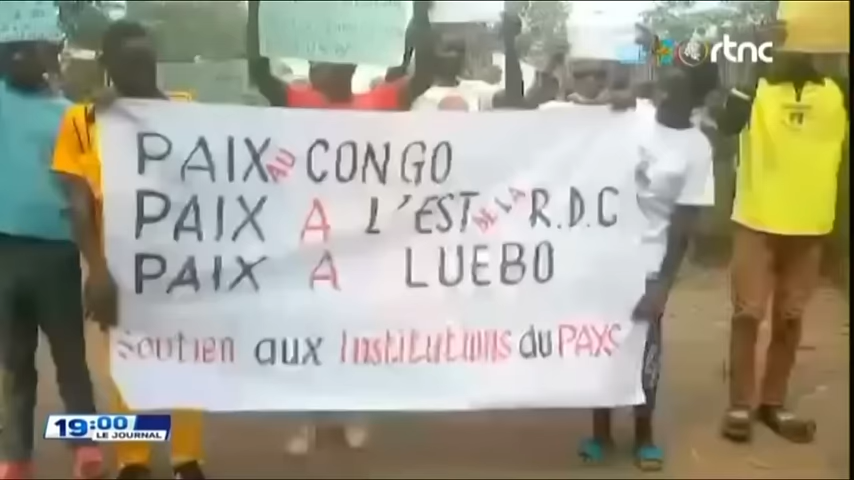 rtnc
PAIX AU CONGO
PAIX A L'EST DE LA R.D.C
PAIX A LUEBO
Soutien aux Institutions du PAYS
19:00
LE JOURNAL